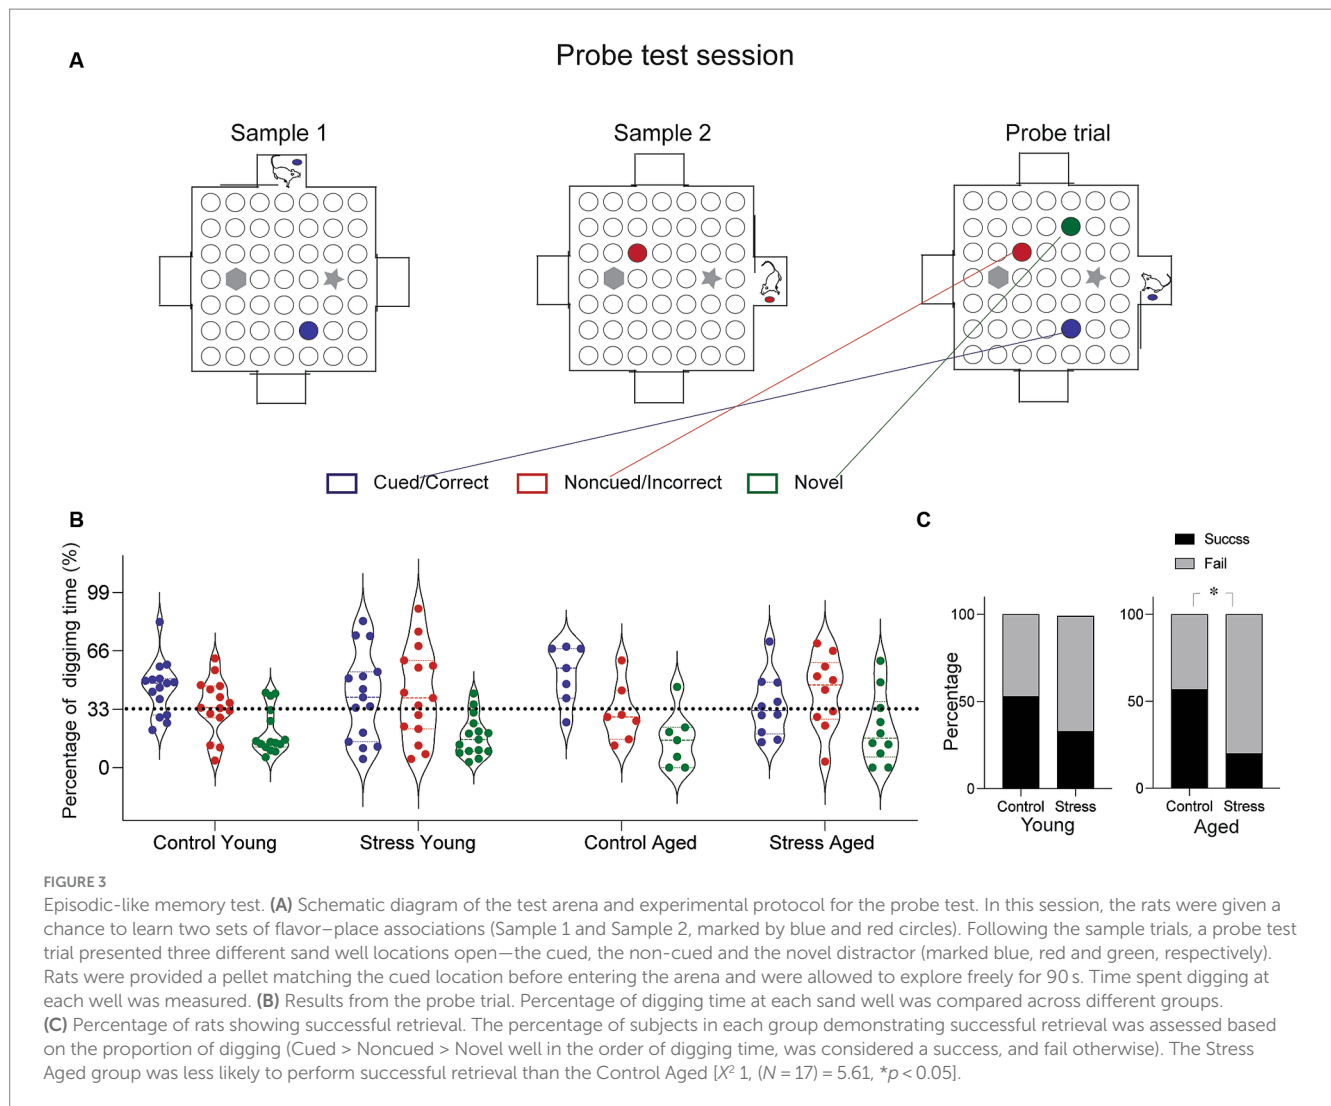 A
Probe test session
Sample 1
Sample 2
Probe trial
Cued/Correct
Noncued/Incorrect
Novel
B
Percentage of diggimg time (%)
99
66
33
0
Control Young
Stress Young
Control Aged
Stress Aged
C
Succss
Fail
*
Percentage
100
50
0
Control Stress
Young
100
50
0
Control Stress
Aged
FIGURE 3
Episodic-like memory test. (A) Schematic diagram of the test arena and experimental protocol for the probe test. In this session, the rats were given a
chance to learn two sets of flavor–place associations (Sample 1 and Sample 2, marked by blue and red circles). Following the sample trials, a probe test
trial presented three different sand well locations open—the cued, the non-cued and the novel distractor (marked blue, red and green, respectively).
Rats were provided a pellet matching the cued location before entering the arena and were allowed to explore freely for 90 s. Time spent digging at
each well was measured. (B) Results from the probe trial. Percentage of digging time at each sand well was compared across different groups.
(C) Percentage of rats showing successful retrieval. The percentage of subjects in each group demonstrating successful retrieval was assessed based
on the proportion of digging (Cued > Noncued > Novel well in the order of digging time, was considered a success, and fail otherwise). The Stress
Aged group was less likely to perform successful retrieval than the Control Aged [X² 1, (N = 17) = 5.61, *p < 0.05].